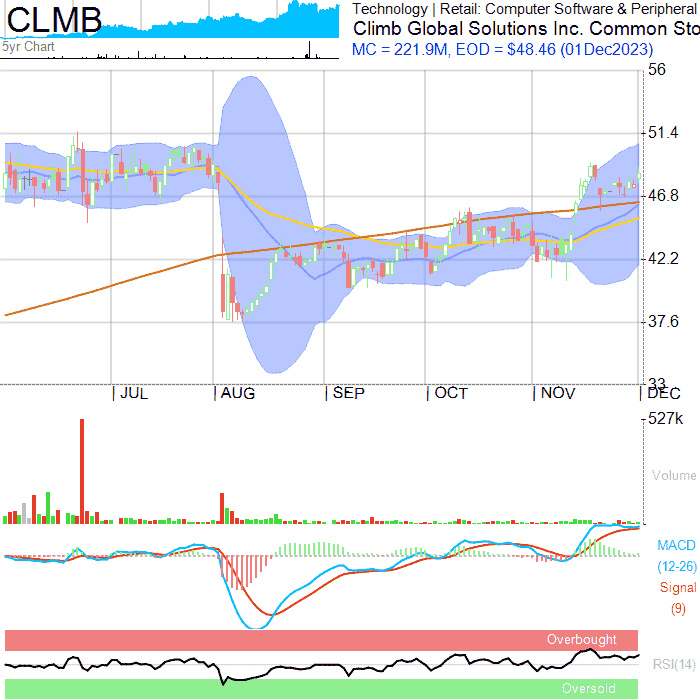 CLMB
Technology | Retail: Computer Software & Peripheral
Climb Global Solutions Inc. Common Sto
5yr Chart
MC = 221.9M, EOD = $48.46 (01Dec2023)
56
51.4
46.8
42.2
37.6
33
JUL AUG SEP OCT NOV DEC
527k
Volume
MACD
(12-26)
Signal
(9)
Overbought
RSI(14)
Oversold